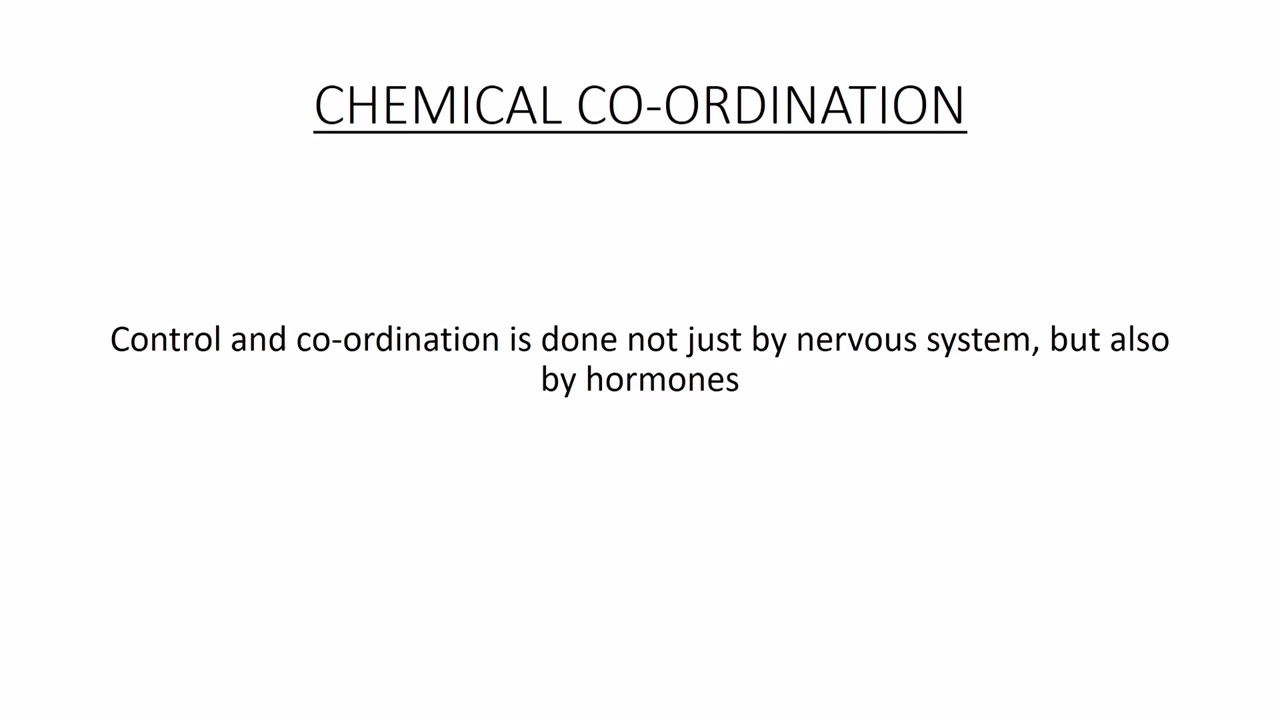 CHEMICAL CO-ORDINATION
Control and co-ordination is done not just by nervous system, but also
by hormones